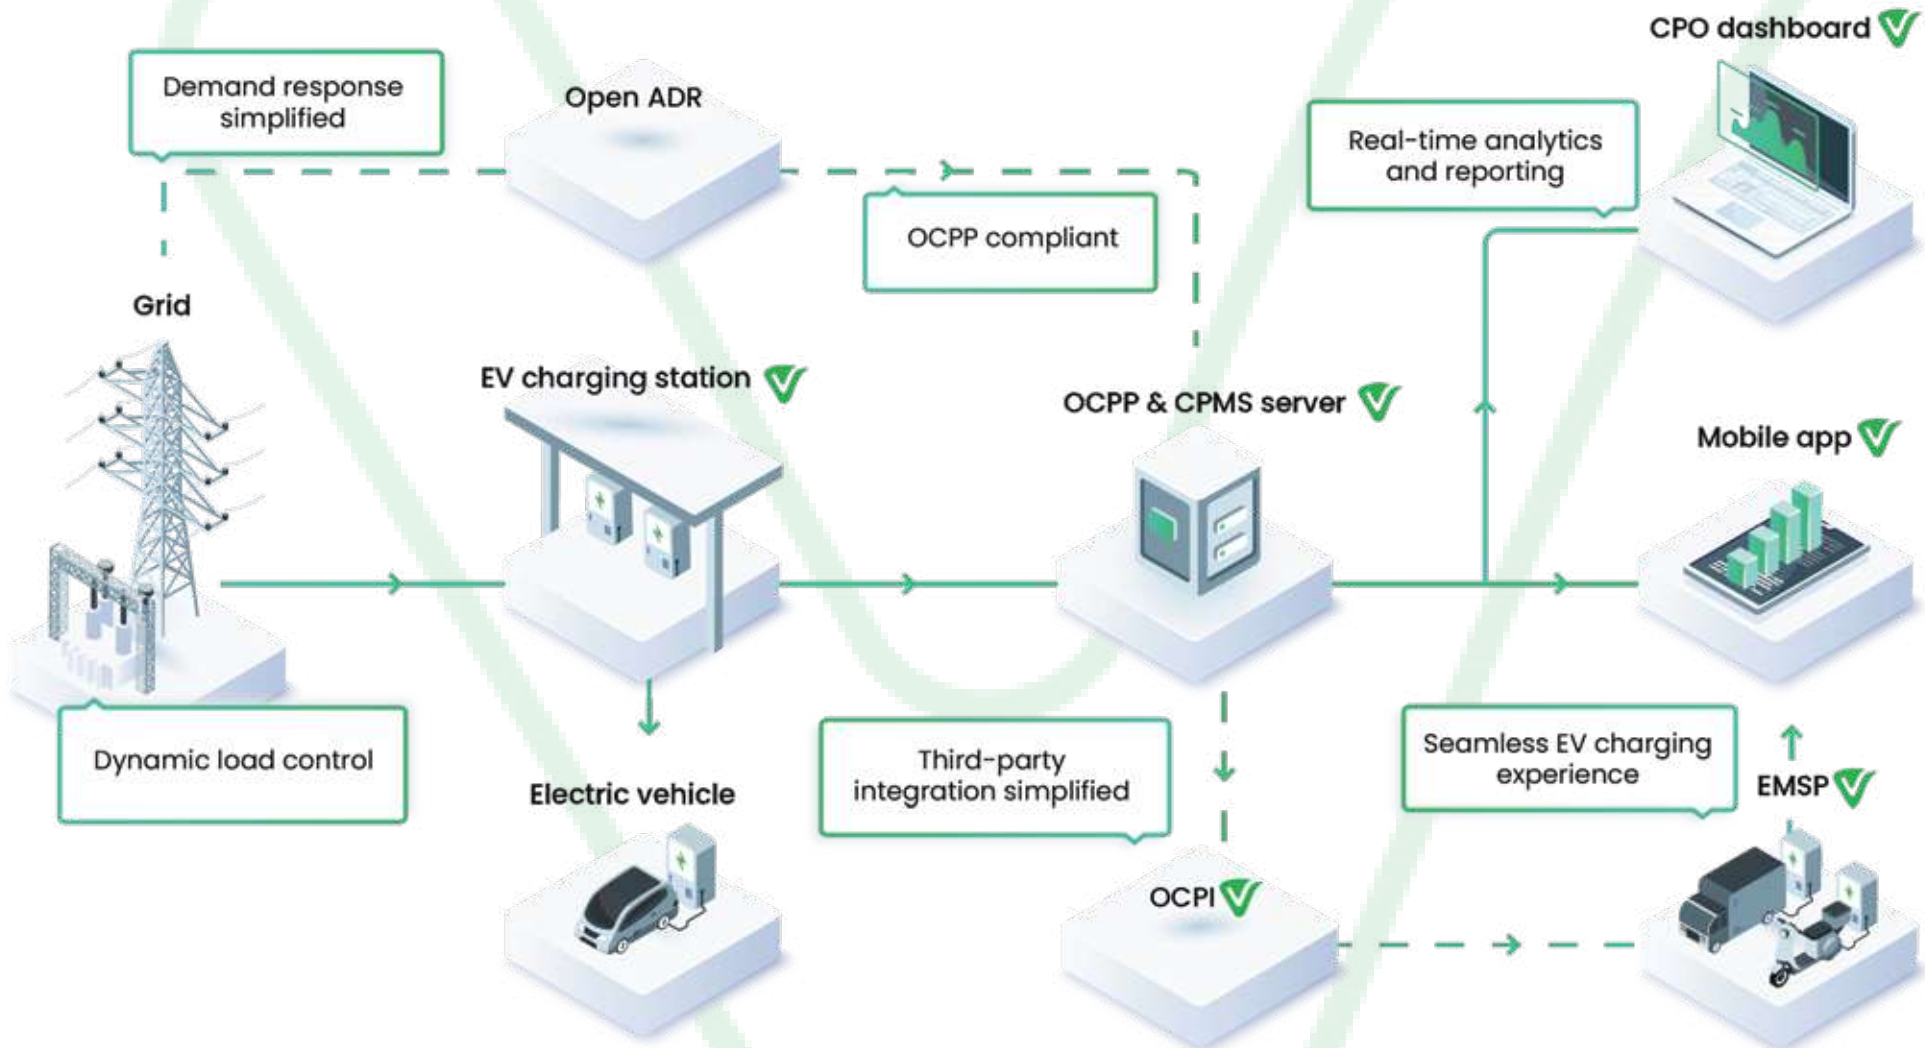 CPO dashboard
Demand response
simplified
Open ADR
Real-time analytics
and reporting
OCPP compliant
Grid
EV charging station
OCPP & CPMS server
Mobile app
Dynamic load control
Third-party
integration simplified
Seamless EV charging
experience
Electric vehicle
EMSP
OCPI